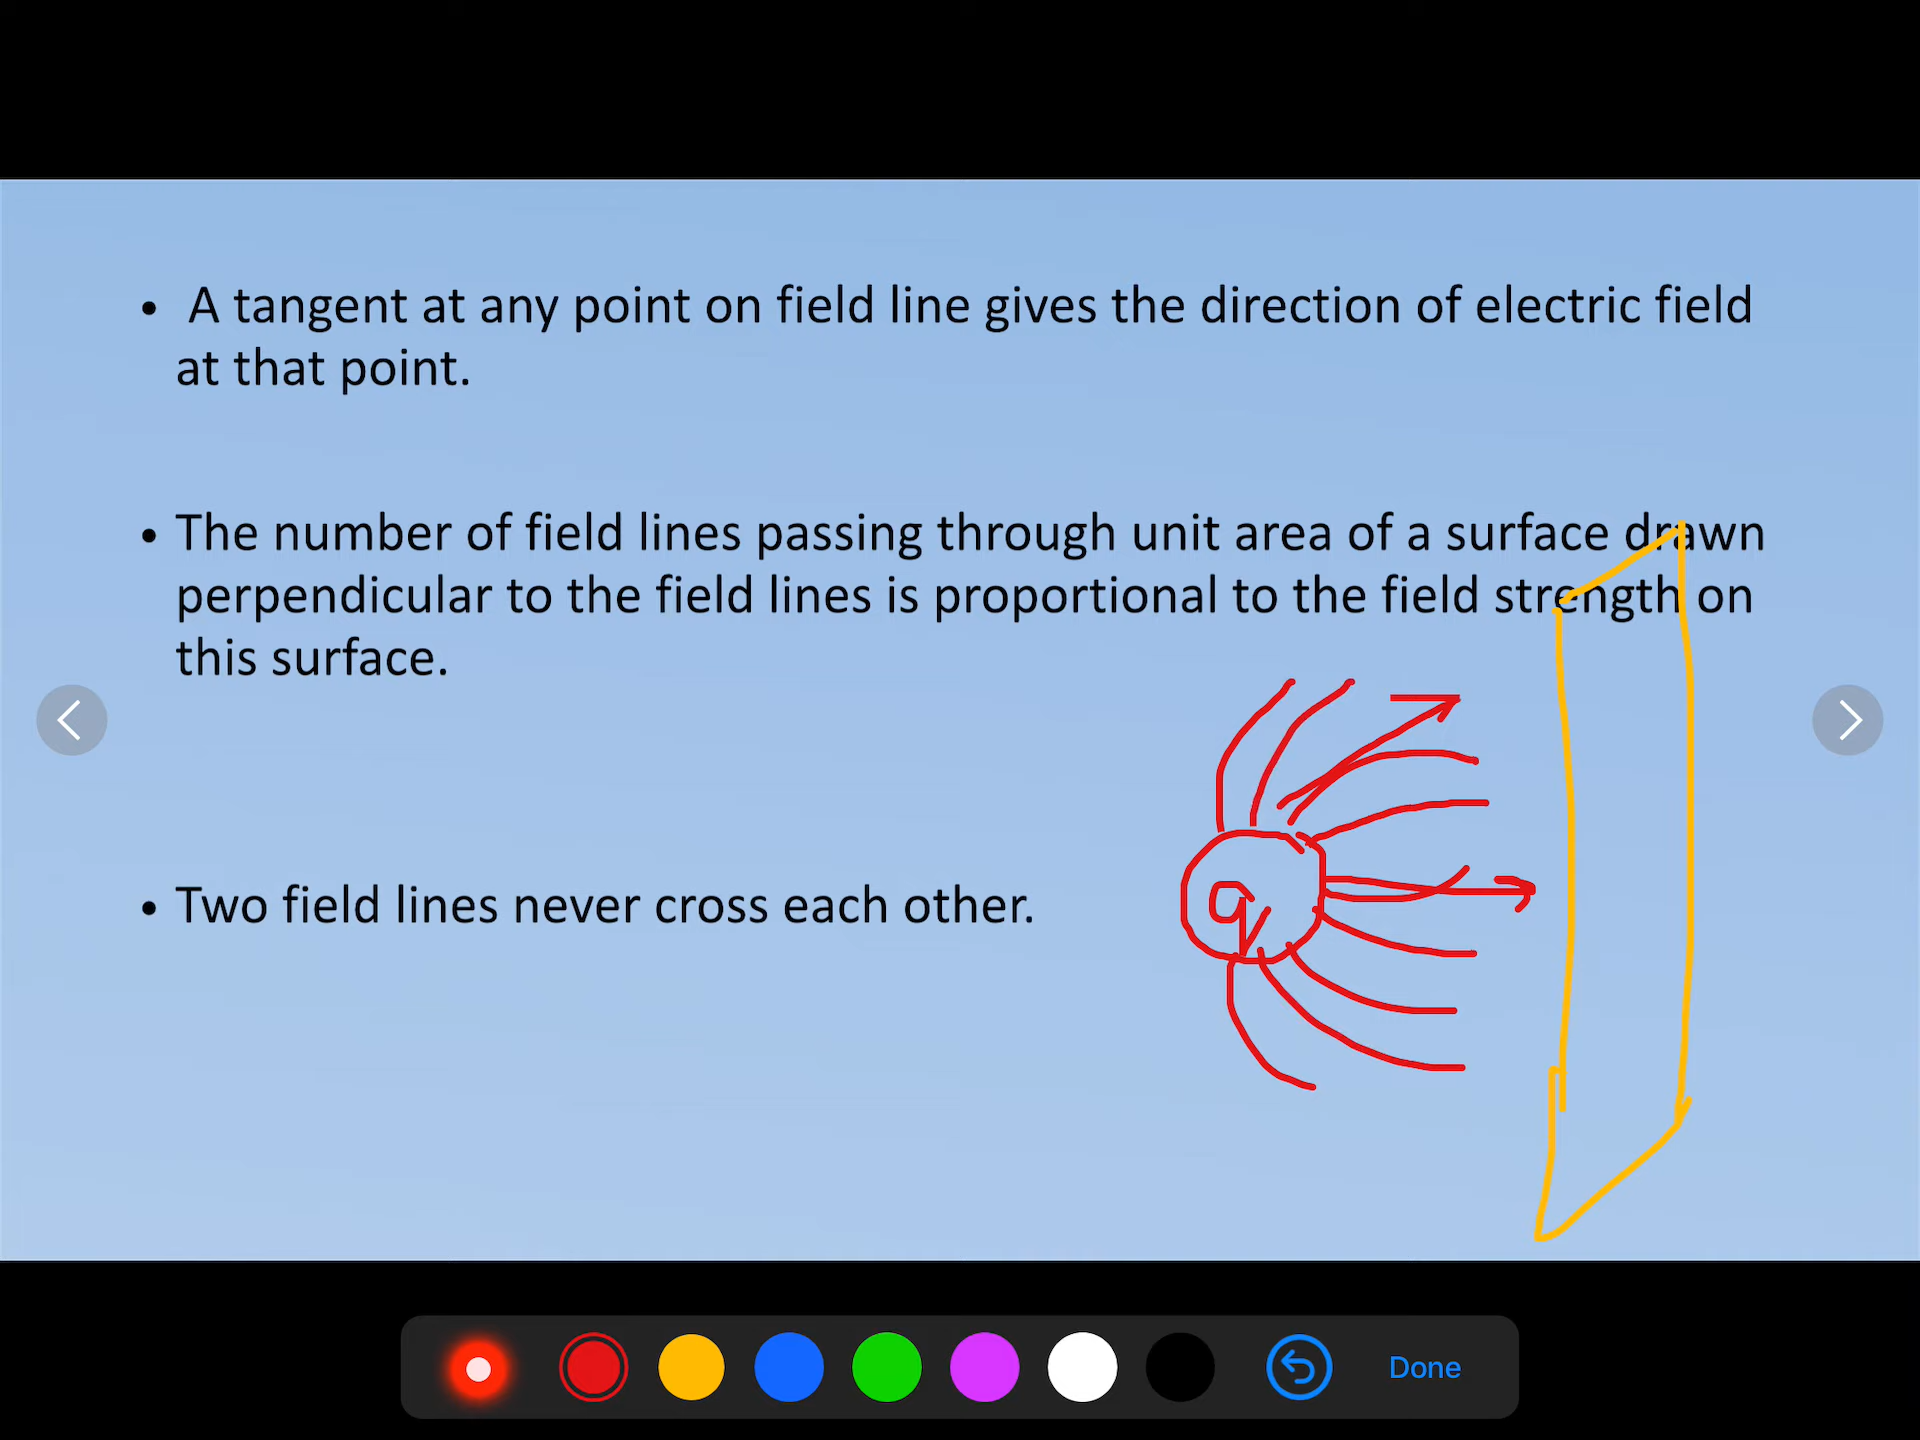 • A tangent at any point on field line gives the direction of electric field
at that point.
• The number of field lines passing through unit area of a surface drawn
perpendicular to the field lines is proportional to the field strength on
this surface.
• Two field lines never cross each other.
q
Done